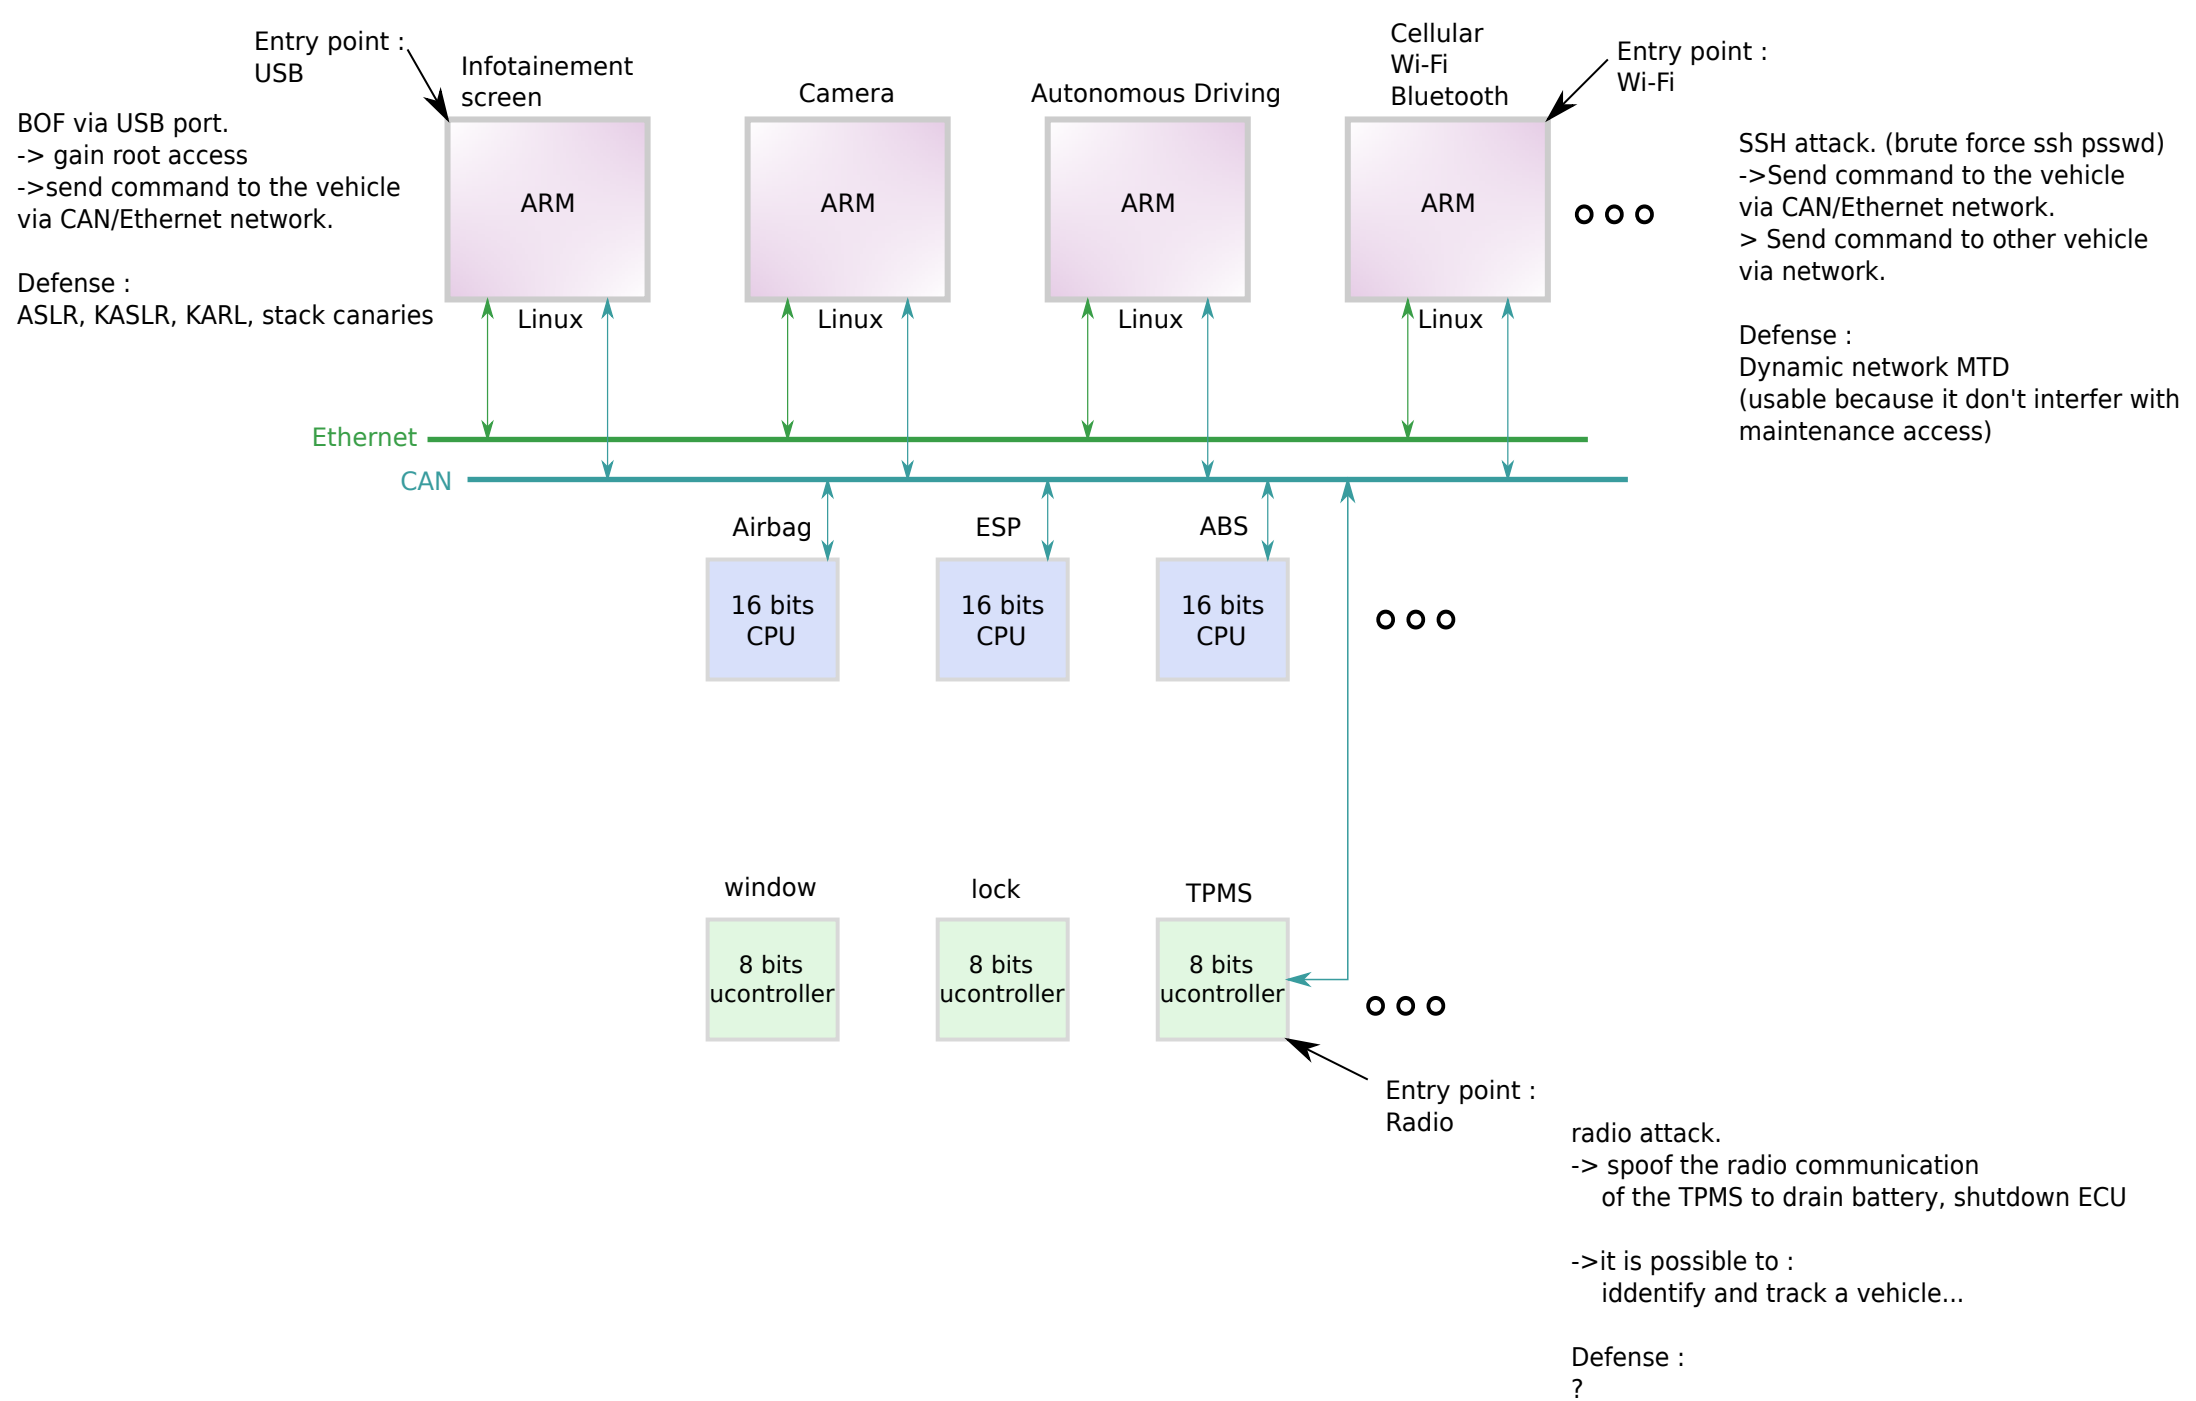 Entry point :
USB
Infotainement
screen
Camera
Autonomous Driving
Cellular
Wi-Fi
Bluetooth
Entry point :
Wi-Fi
BOF via USB port.
-> gain root access
->send command to the vehicle
via CAN/Ethernet network.
Defense :
ASLR, KASLR, KARL, stack canaries
ARM
ARM
ARM
ARM
Linux
Linux
Linux
Linux
SSH attack. (brute force ssh psswd)
->Send command to the vehicle
via CAN/Ethernet network.
> Send command to other vehicle
via network.
Defense :
Dynamic network MTD
(usable because it don't interfer with
maintenance access)
Ethernet
CAN
Airbag
ESP
ABS
16 bits
CPU
16 bits
CPU
16 bits
CPU
window
lock
TPMS
8 bits
ucontroller
8 bits
ucontroller
8 bits
ucontroller
Entry point :
Radio
radio attack.
-> spoof the radio communication
of the TPMS to drain battery, shutdown ECU
->it is possible to :
iddentify and track a vehicle...
Defense :
?